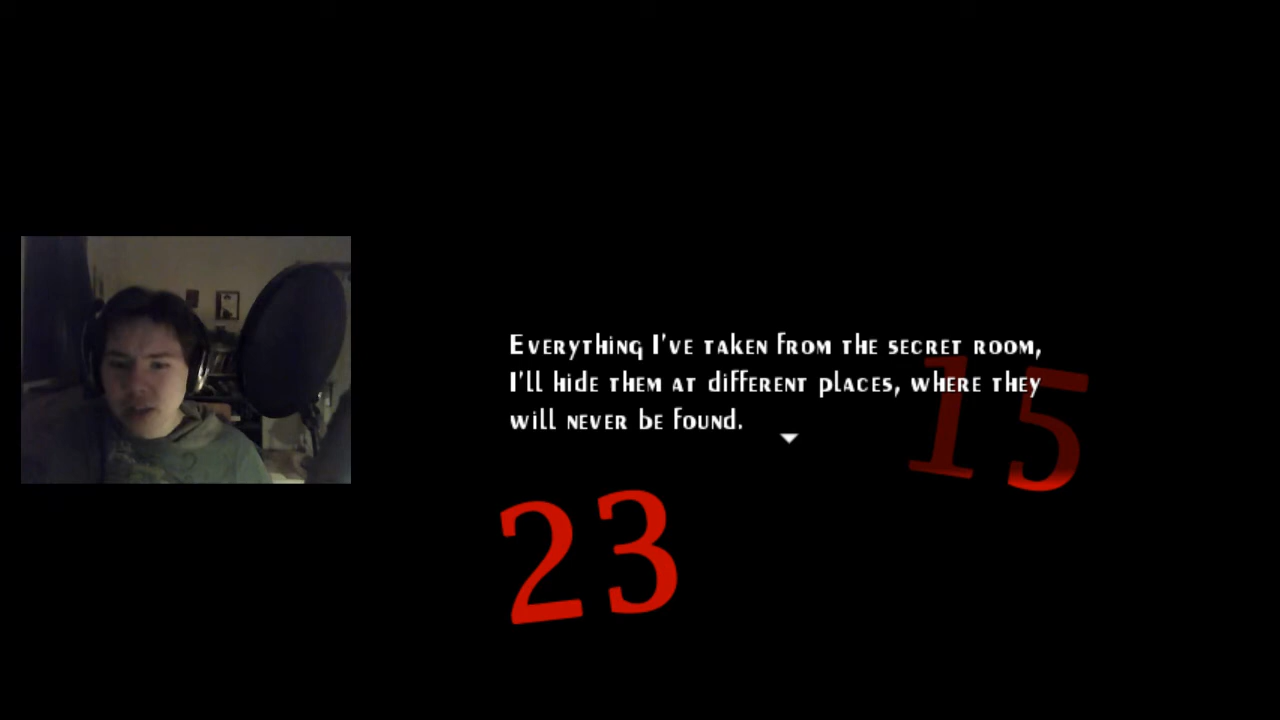 Everything I've taken from the secret room,
I'll hide them at different places, where they
will never be found.
15
23